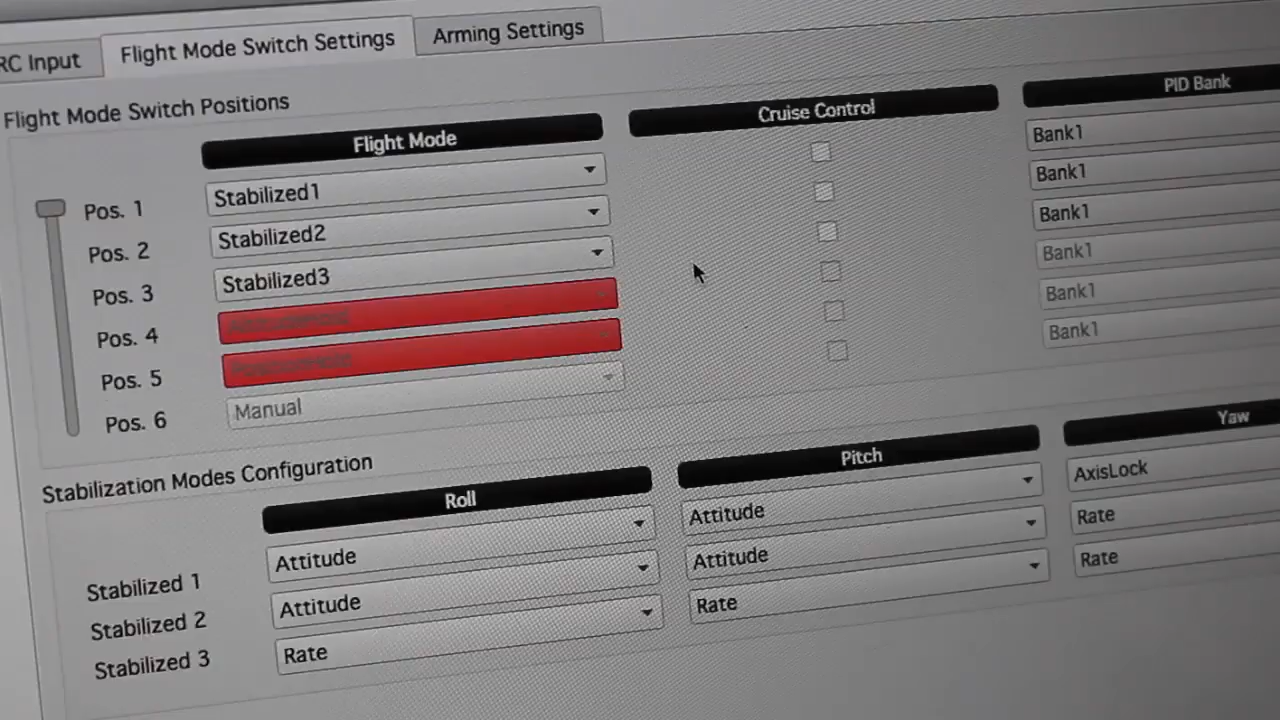 RC Input Flight Mode Switch Settings Arming Settings
Flight Mode Switch Positions
Flight Mode Cruise Control PID Bank
Pos. 1 Stabilized1 Bank1
Pos. 2 Stabilized2 Bank1
Pos. 3 Stabilized3 Bank1
Pos. 4 Bank1
Pos. 5 Bank1
Pos. 6 Manual Bank1
Stabilization Modes Configuration
Roll Pitch Yaw
Stabilized 1 Attitude Attitude AxisLock
Stabilized 2 Attitude Attitude Rate
Stabilized 3 Rate Rate Rate